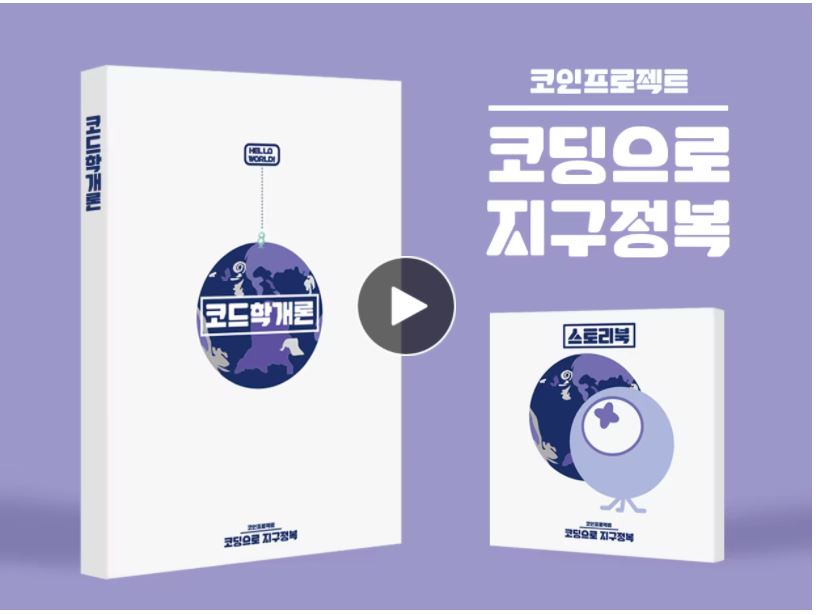 코드학개론
HELLO
WORLD!
코드학개론
코인프로젝트
코딩으로 지구정복
코인프로젝트
코딩으로
지구정복
스토리북
코인프로젝트
코딩으로 지구정복